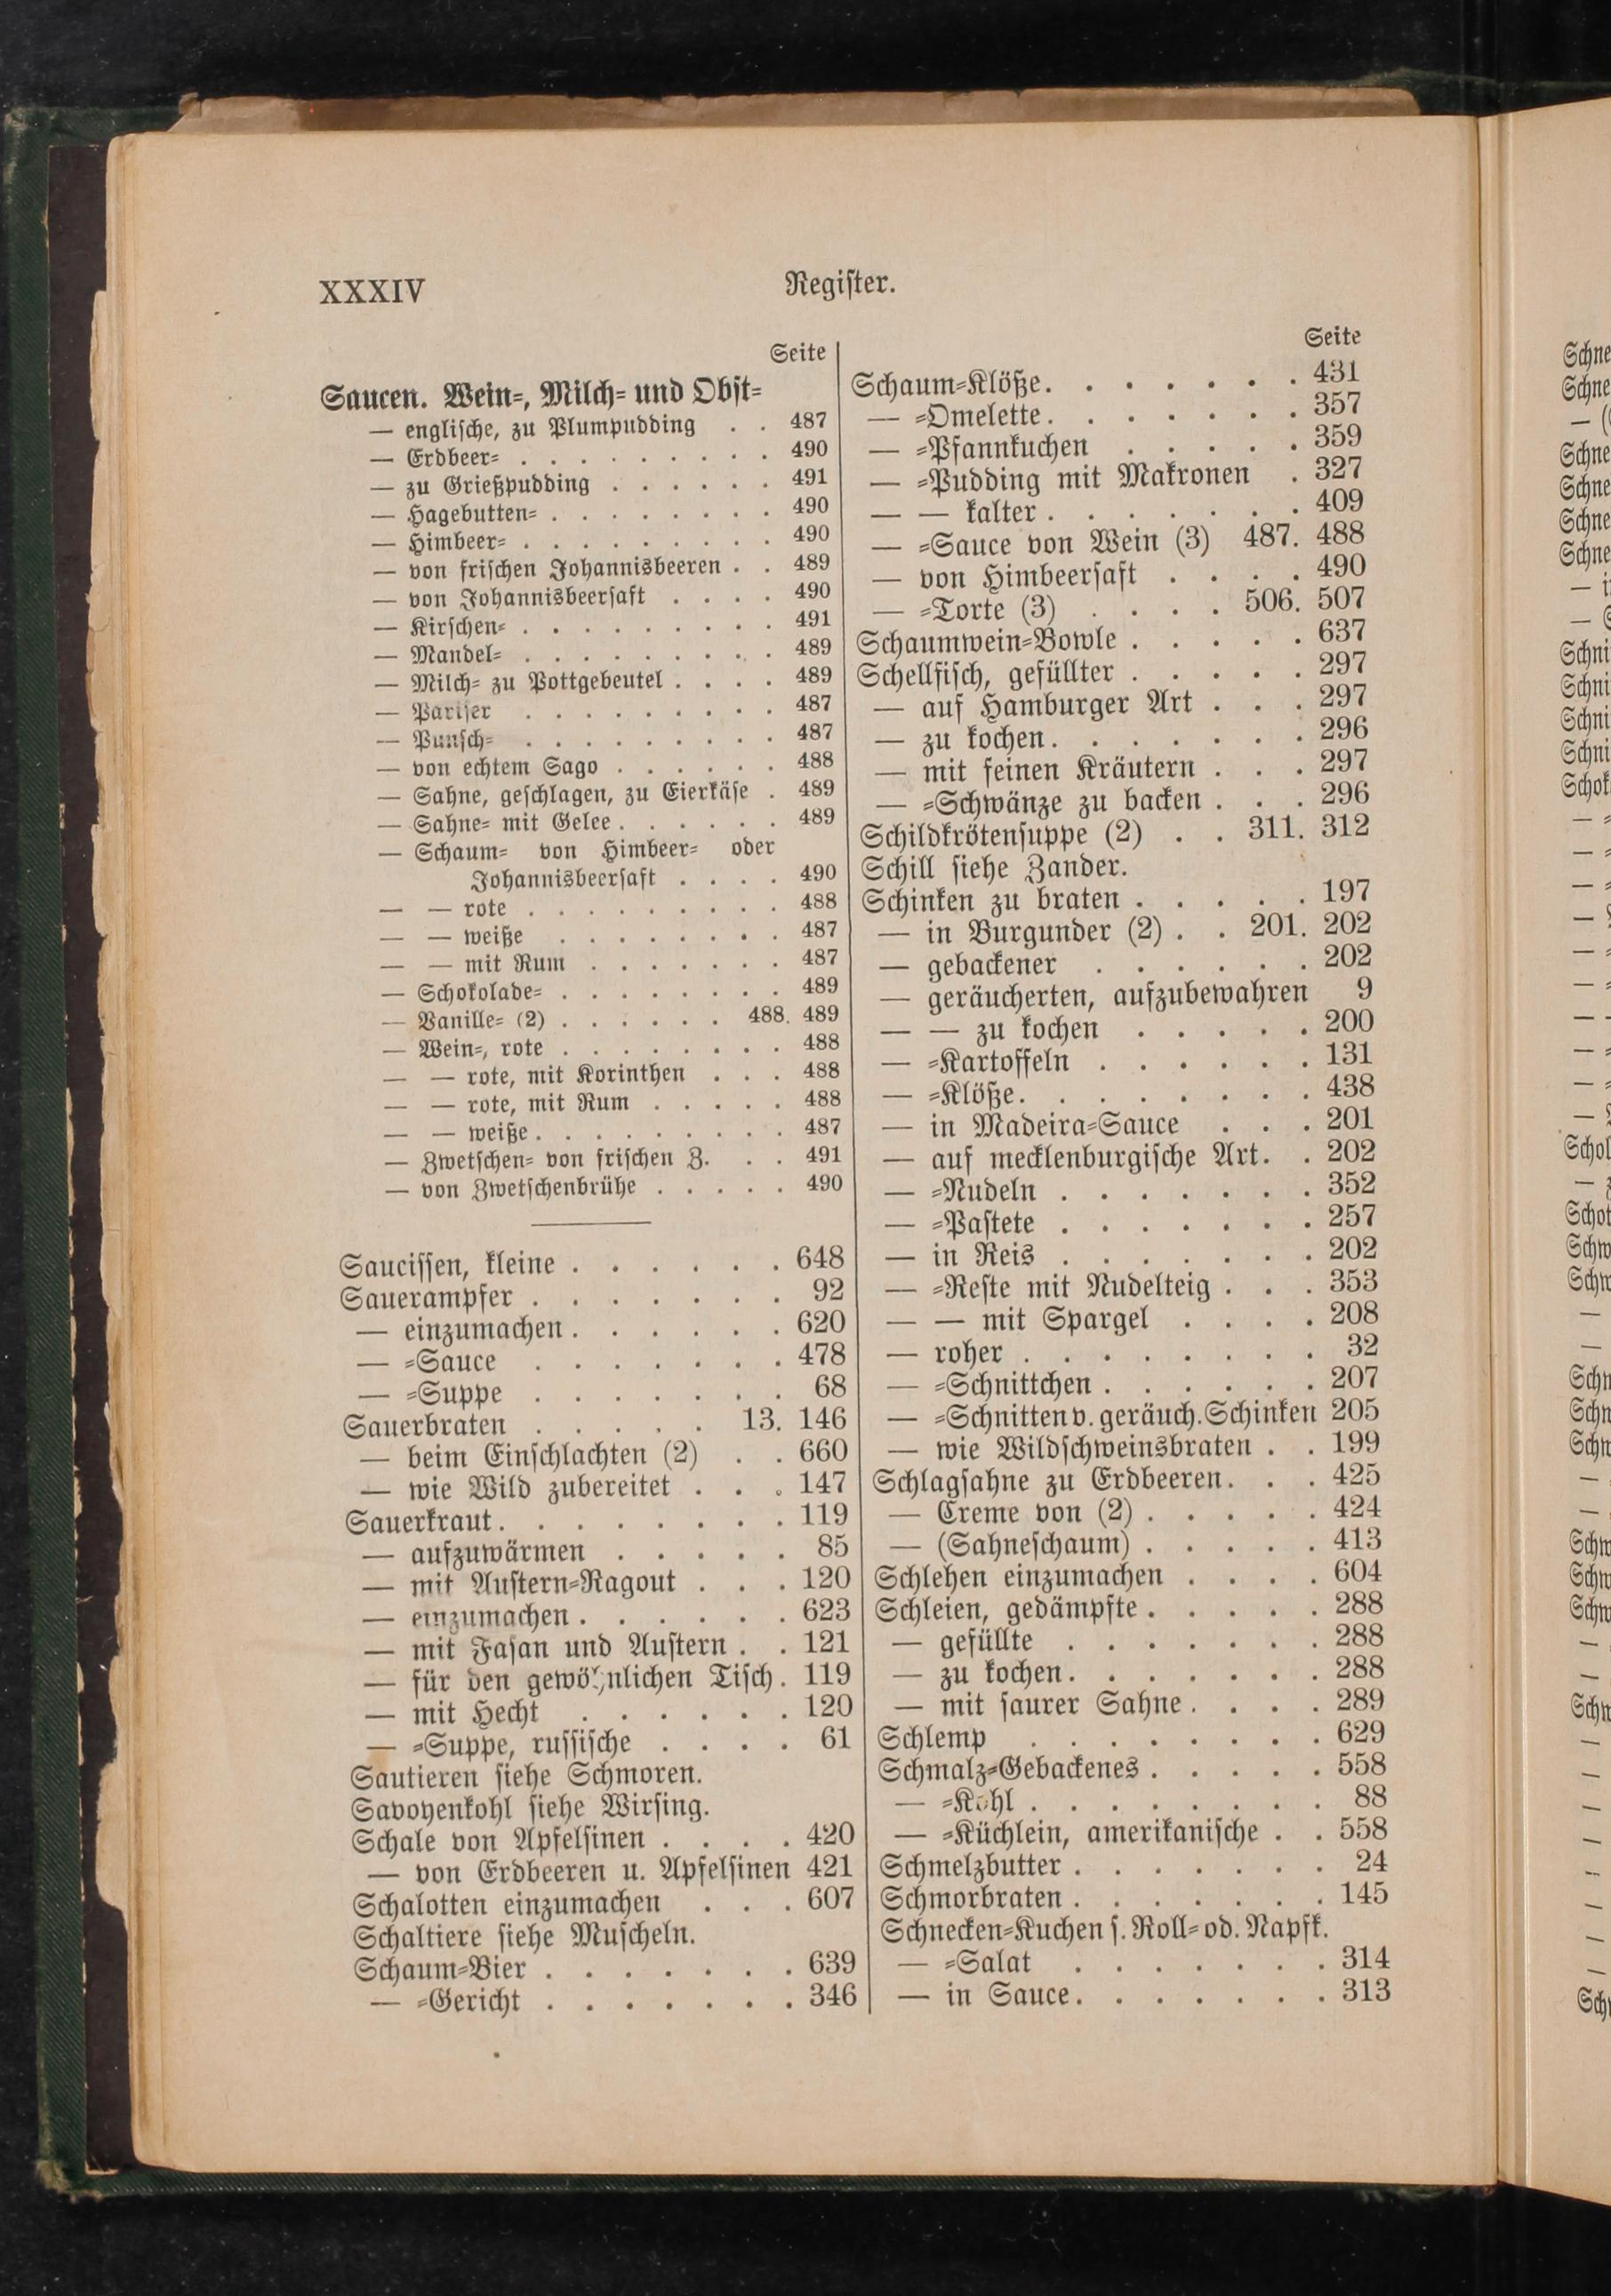 XXXIV
Register.
Seite
Saucen. Wein=, Milch= und Obst=
— englische, zu Plumpudding . . 487
— Erdbeer= . . . . . . . . . 490
— zu Grießpudding . . . . . . 491
— Hagebutten= . . . . . . . . 490
— Himbeer= . . . . . . . . . 490
— von frischen Johannisbeeren . . 489
— von Johannisbeersaft . . . . 490
— Kirschen= . . . . . . . . . 491
— Mandel= . . . . . . . . . 489
— Milch= zu Pottgebeutel . . . . 489
— Pariser . . . . . . . . . 487
— Punsch= . . . . . . . . . 487
— von echtem Sago . . . . . . 488
— Sahne, geschlagen, zu Eierkäse . 489
— Sahne= mit Gelee . . . . . . 489
— Schaum= von Himbeer= oder
Johannisbeersaft . . . . 490
— — rote . . . . . . . . . 488
— — weiße . . . . . . . . 487
— — mit Rum . . . . . . . 487
— Schokolade= . . . . . . . . 489
— Vanille= (2) . . . . . . 488. 489
— Wein=, rote . . . . . . . . 488
— — rote, mit Korinthen . . . 488
— — rote, mit Rum . . . . . 488
— — weiße . . . . . . . . . 487
— Zwetschen= von frischen Z. . . 491
— von Zwetschenbrühe . . . . . 490
Saucissen, kleine . . . . . . 648
Sauerampfer . . . . . . . 92
— einzumachen . . . . . . 620
— =Sauce . . . . . . . 478
— =Suppe . . . . . . . 68
Sauerbraten . . . . . 13. 146
— beim Einschlachten (2) . . 660
— wie Wild zubereitet . . . 147
Sauerkraut . . . . . . . . 119
— aufzuwärmen . . . . . 85
— mit Austern=Ragout . . . 120
— einzumachen . . . . . . 623
— mit Fasan und Austern . . 121
— für den gewöhnlichen Tisch . 119
— mit Hecht . . . . . . 120
— =Suppe, russische . . . . 61
Sautieren siehe Schmoren.
Savoyenkohl siehe Wirsing.
Schale von Apfelsinen . . . . 420
— von Erdbeeren u. Apfelsinen 421
Schalotten einzumachen . . . 607
Schaltiere siehe Muscheln.
Schaum=Bier . . . . . . . 639
— =Gericht . . . . . . . 346
Seite
Schaum=Klöße . . . . . . . 431
— =Omelette . . . . . . . 357
— =Pfannkuchen . . . . . 359
— =Pudding mit Makronen . 327
— — kalter . . . . . . . 409
— =Sauce von Wein (3) 487. 488
— von Himbeersaft . . . . 490
— =Torte (3) . . . . 506. 507
Schaumwein=Bowle . . . . . 637
Schellfisch, gefüllter . . . . . 297
— auf Hamburger Art . . . 297
— zu kochen . . . . . . . 296
— mit feinen Kräutern . . . 297
— =Schwänze zu backen . . . 296
Schildkrötensuppe (2) . . 311. 312
Schill siehe Zander.
Schinken zu braten . . . . . 197
— in Burgunder (2) . . 201. 202
— gebackener . . . . . . 202
— geräucherten, aufzubewahren 9
— — zu kochen . . . . . 200
— =Kartoffeln . . . . . . 131
— =Klöße . . . . . . . . 438
— in Madeira=Sauce . . . 201
— auf mecklenburgische Art . . 202
— =Nudeln . . . . . . . 352
— =Pastete . . . . . . . 257
— in Reis . . . . . . . 202
— =Reste mit Nudelteig . . . 353
— — mit Spargel . . . . 208
— roher . . . . . . . . 32
— =Schnittchen . . . . . . 207
— =Schnitten v. geräuch. Schinken 205
— wie Wildschweinsbraten . . 199
Schlagsahne zu Erdbeeren . . . 425
— Creme von (2) . . . . . 424
— (Sahneschaum) . . . . . 413
Schlehen einzumachen . . . . 604
Schleien, gedämpfte . . . . . 288
— gefüllte . . . . . . . 288
— zu kochen . . . . . . . 288
— mit saurer Sahne . . . . 289
Schlemp . . . . . . . . 629
Schmalz=Gebackenes . . . . . 558
— =Kohl . . . . . . . . 88
— =Küchlein, amerikanische . . 558
Schmelzbutter . . . . . . . 24
Schmorbraten . . . . . . . 145
Schnecken=Kuchen s. Roll= od. Napfk.
— =Salat . . . . . . . 314
— in Sauce . . . . . . . 313